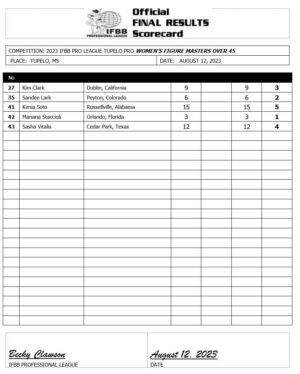 Official
IFBB FINAL RESULTS
PROFESSIONAL LEAGUE Scorecard
COMPETITION: 2023 IFBB PRO LEAGUE TUPELO PRO WOMEN'S FIGURE MASTERS OVER 45
PLACE: TUPELO, MS DATE: AUGUST 12, 2023
No
27 Kim Clark Dublin, California 9 9 3
35 Sandee Lark Peyton, Colorado 6 6 2
41 Kenia Soto Russellville, Alabama 15 15 5
42 Mariana Staccioli Orlando, Florida 3 3 1
43 Sasha Vitalis Cedar Park, Texas 12 12 4
Becky Clawson August 12, 2023
IFBB PROFESSIONAL LEAGUE DATE